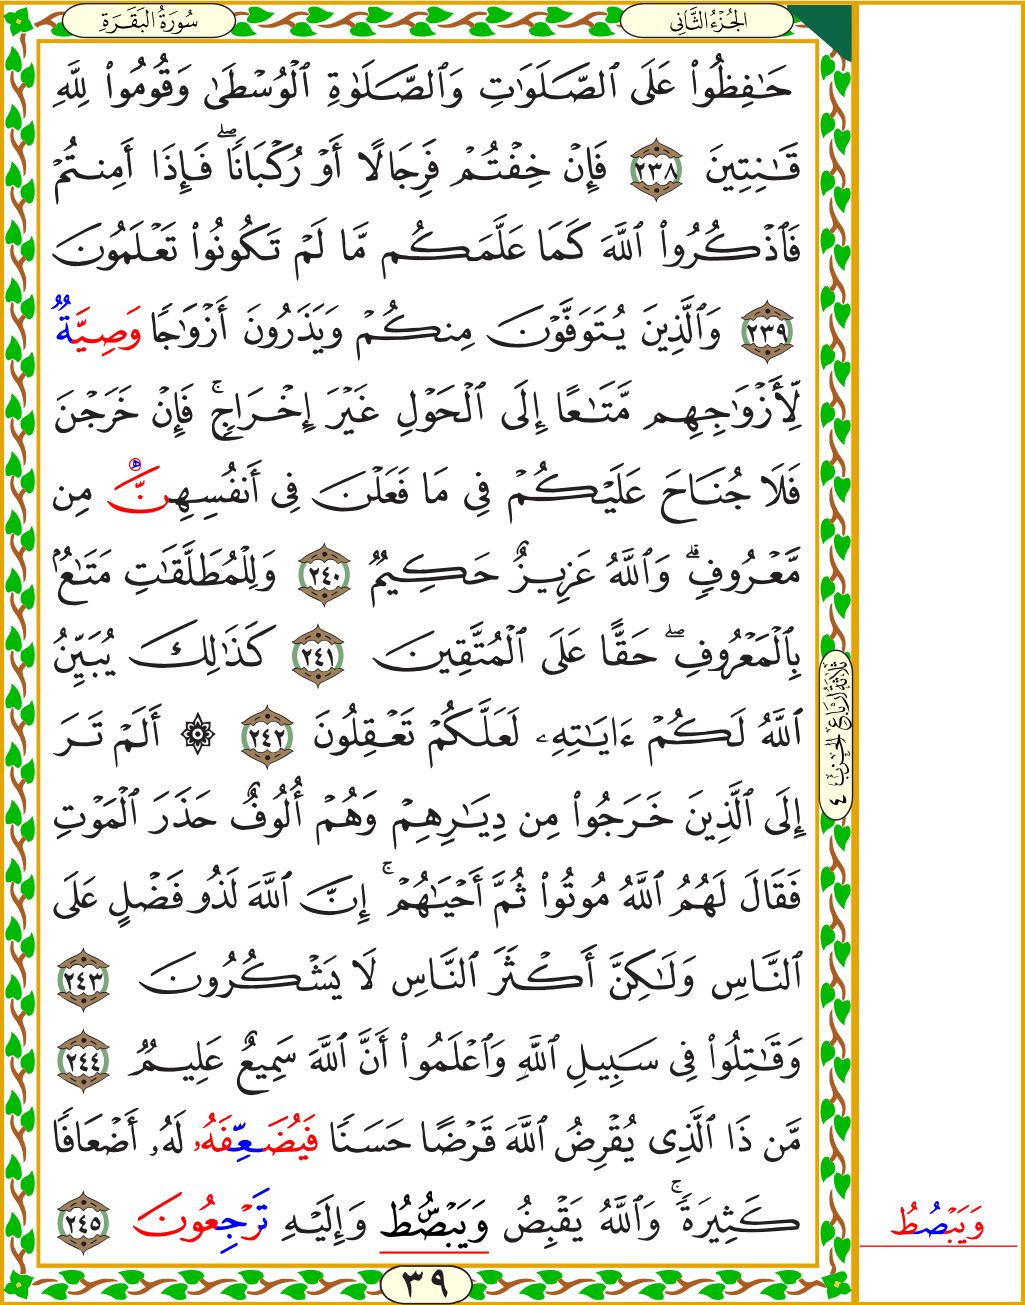 سُورَةُ البَقَرَةِ
الجُزْءُ الثَّانِي
حَٰفِظُوا۟ عَلَى ٱلصَّلَوَٰتِ وَٱلصَّلَوٰةِ ٱلْوُسْطَىٰ وَقُومُوا۟ لِلَّهِ
قَٰنِتِينَ ٢٣٨ فَإِنْ خِفْتُمْ فَرِجَالًا أَوْ رُكْبَانًا ۖ فَإِذَا أَمِنتُمْ
فَٱذْكُرُوا۟ ٱللَّهَ كَمَا عَلَّمَكُم مَّا لَمْ تَكُونُوا۟ تَعْلَمُونَ
٢٣٩ وَٱلَّذِينَ يُتَوَفَّوْنَ مِنكُمْ وَيَذَرُونَ أَزْوَٰجًا وَصِيَّةٌ
لِّأَزْوَٰجِهِم مَّتَٰعًا إِلَى ٱلْحَوْلِ غَيْرَ إِخْرَاجٍ ۚ فَإِنْ خَرَجْنَ
فَلَا جُنَاحَ عَلَيْكُمْ فِى مَا فَعَلْنَ فِى أَنفُسِهِنَّ مِن
مَّعْرُوفٍ ۗ وَٱللَّهُ عَزِيزٌ حَكِيمٌ ٢٤٠ وَلِلْمُطَلَّقَٰتِ مَتَٰعٌۢ
بِٱلْمَعْرُوفِ ۖ حَقًّا عَلَى ٱلْمُتَّقِينَ ٢٤١ كَذَٰلِكَ يُبَيِّنُ
ٱللَّهُ لَكُمْ ءَايَٰتِهِۦ لَعَلَّكُمْ تَعْقِلُونَ ٢٤٢ ۞ أَلَمْ تَرَ
إِلَى ٱلَّذِينَ خَرَجُوا۟ مِن دِيَٰرِهِمْ وَهُمْ أُلُوفٌ حَذَرَ ٱلْمَوْتِ
فَقَالَ لَهُمُ ٱللَّهُ مُوتُوا۟ ثُمَّ أَحْيَٰهُمْ ۚ إِنَّ ٱللَّهَ لَذُو فَضْلٍ عَلَى
ٱلنَّاسِ وَلَٰكِنَّ أَكْثَرَ ٱلنَّاسِ لَا يَشْكُرُونَ ٢٤٣
وَقَٰتِلُوا۟ فِى سَبِيلِ ٱللَّهِ وَٱعْلَمُوا۟ أَنَّ ٱللَّهَ سَمِيعٌ عَلِيمٌ ٢٤٤
مَّن ذَا ٱلَّذِى يُقْرِضُ ٱللَّهَ قَرْضًا حَسَنًا فَيُضَعِّفَهُۥ لَهُۥ أَضْعَافًا
كَثِيرَةً ۚ وَٱللَّهُ يَقْبِضُ وَيَبْصُۜطُ وَإِلَيْهِ تَرْجِعُونَ ٢٤٥
وَيَبْصُطُ
ثلاثة أرباع الحزب ٤
٣٩